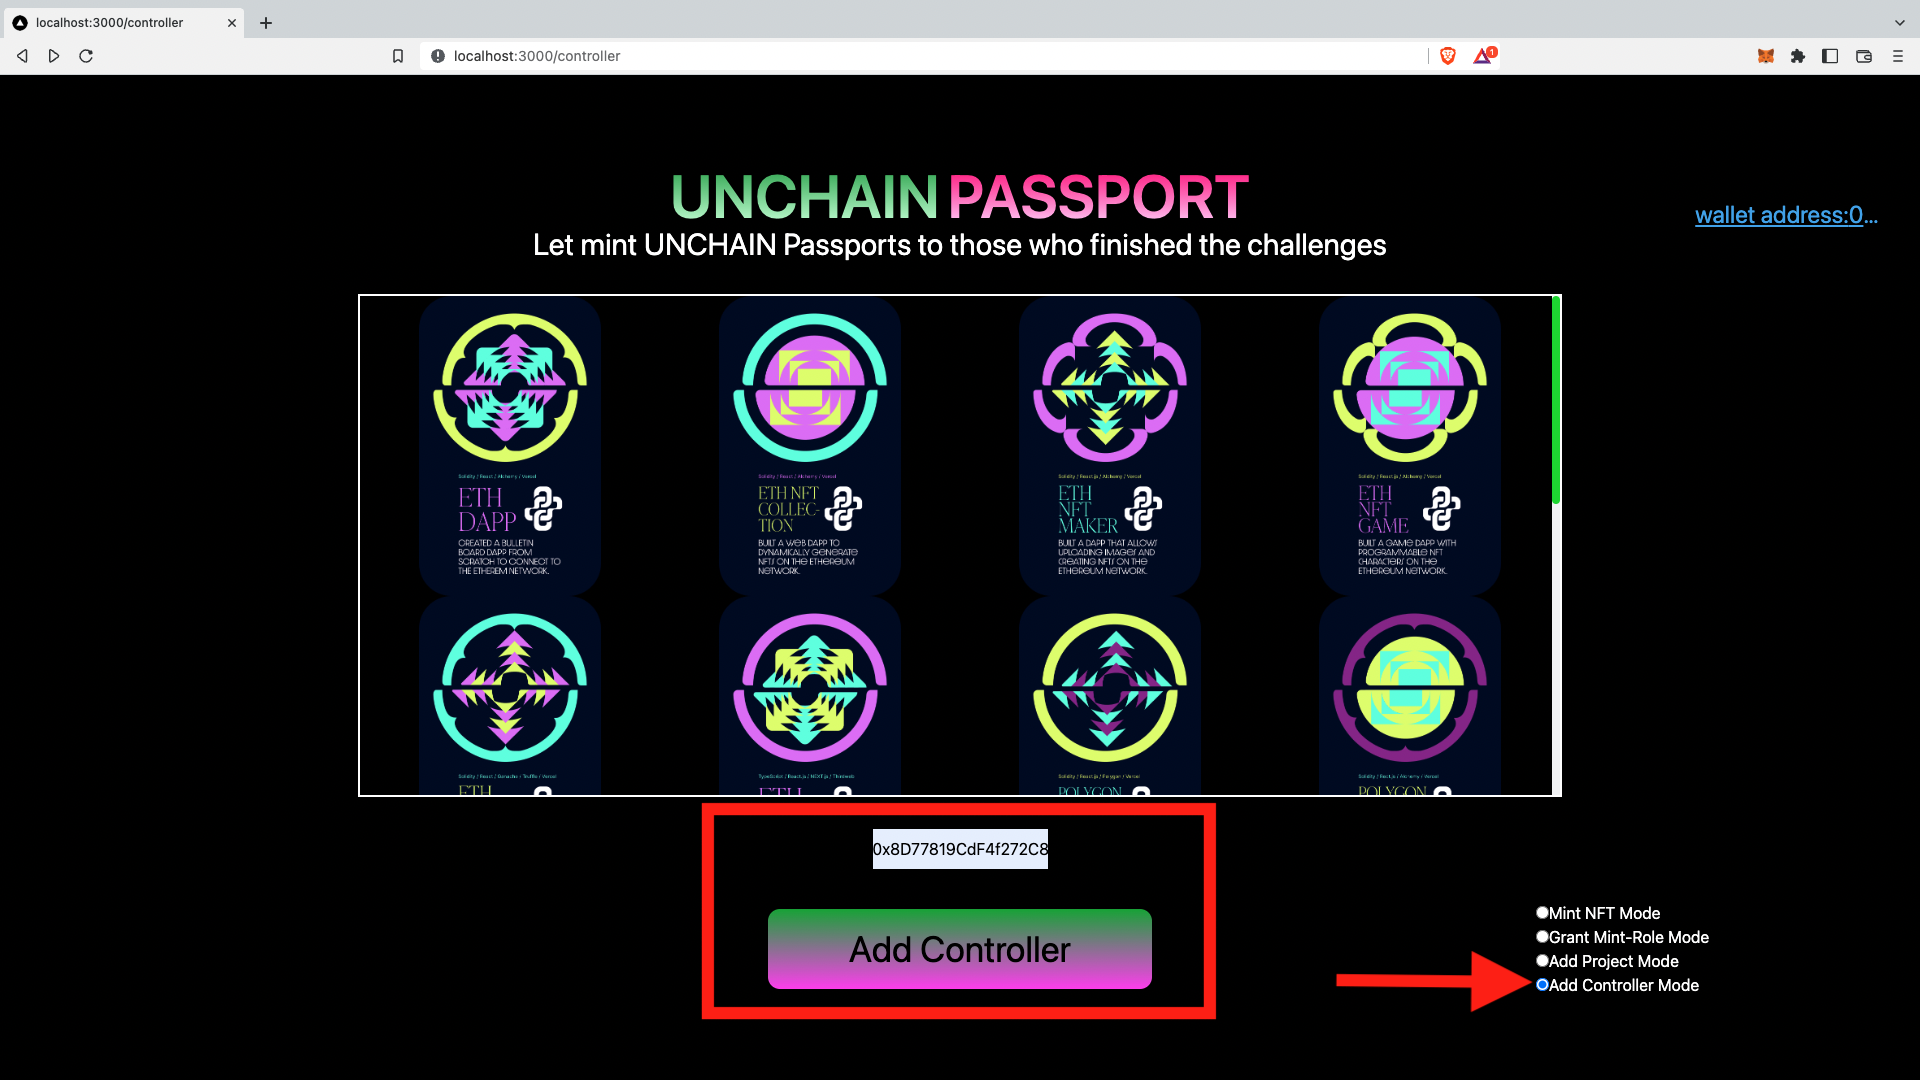 localhost:3000/controller
localhost:3000/controller
1
UNCHAIN PASSPORT
wallet address:0...
Let mint UNCHAIN Passports to those who finished the challenges
Solidity / React / Alchemy / Vercel
ETH
DAPP
CREATED A BULLETIN
BOARD DAPP FROM
SCRATCH TO CONNECT TO
THE ETHEREM NETWORK.
Solidity / React / Alchemy / Vercel
ETH NFT
COLLEC-
TION
BUILT A WEB DAPP TO
DYNAMICALLY GENERATE
NFTS ON THE ETHEREUM
NETWORK.
Solidity / React.js / Alchemy / Vercel
ETH
NFT
MAKER
BUILT A DAPP THAT ALLOWS
UPLOADING IMAGES AND
CREATING NFTS ON THE
ETHEREUM NETWORK.
Solidity / React.js / Alchemy / Vercel
ETH
NFT
GAME
BUILT A GAME DAPP WITH
PROGRAMMABLE NFT
CHARACTERS ON THE
ETHEREUM NETWORK.
Solidity / React / Ganache / Truffle / Vercel
ETH
TypeScript / React.js / NEXT.js / Thirdweb
ETH
Solidity / React.js / Polygon / Vercel
POLYGON
Solidity / React.js / Alchemy / Vercel
POLYGON
0x8D77819CdF4f272C8
Add Controller
Mint NFT Mode
Grant Mint-Role Mode
Add Project Mode
Add Controller Mode